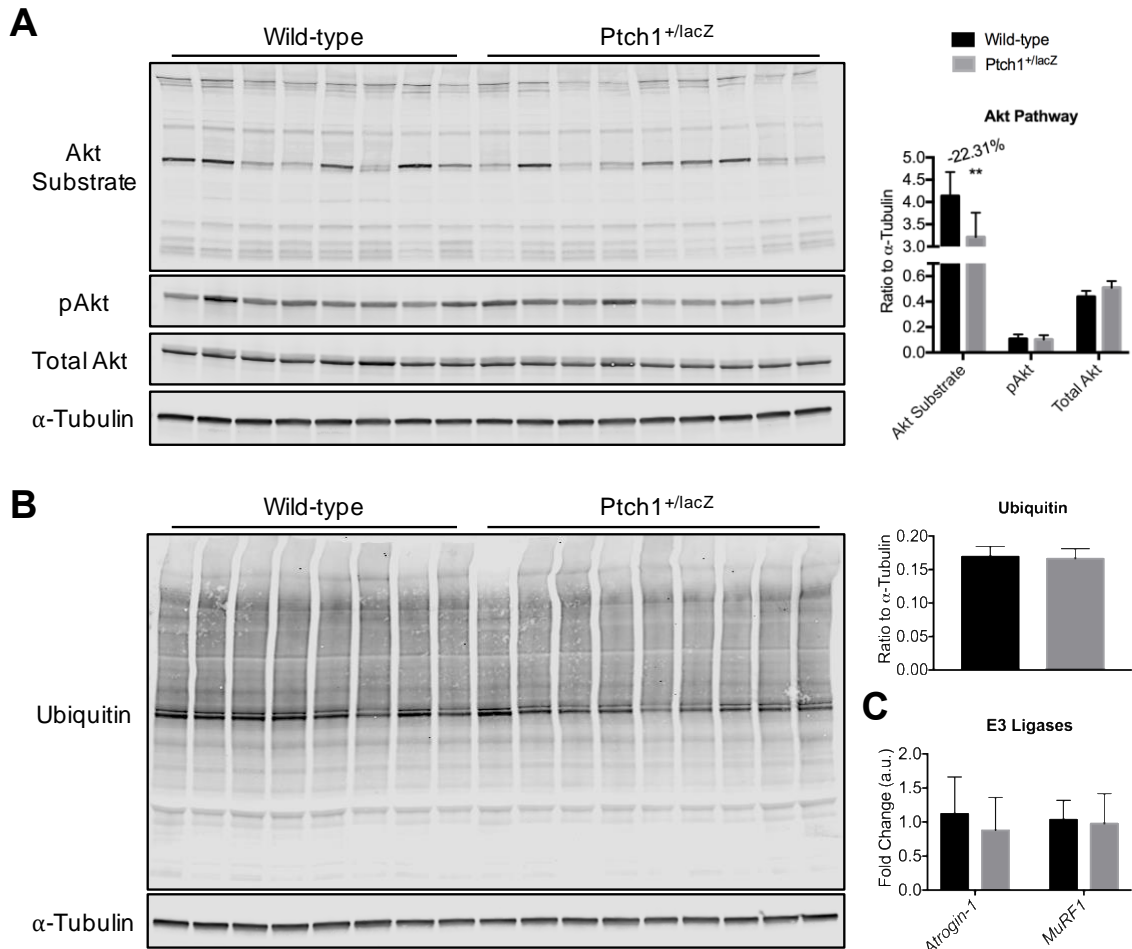 A
Wild-type
Ptch1+/lacZ
Akt
Substrate
pAkt
Total Akt
α-Tubulin
Wild-type
Ptch1+/lacZ
Akt Pathway
Ratio to α-Tubulin
5.0
4.5
4.0
3.5
3.0
0.6
0.4
0.2
0.0
-22.31%
**
Akt Substrate
pAkt
Total Akt
B
Wild-type
Ptch1+/lacZ
Ubiquitin
α-Tubulin
Ubiquitin
Ratio to α-Tubulin
0.20
0.15
0.10
0.05
0.00
C
E3 Ligases
Fold Change (a.u.)
2.0
1.5
1.0
0.5
0.0
Atrogin-1
MuRF1